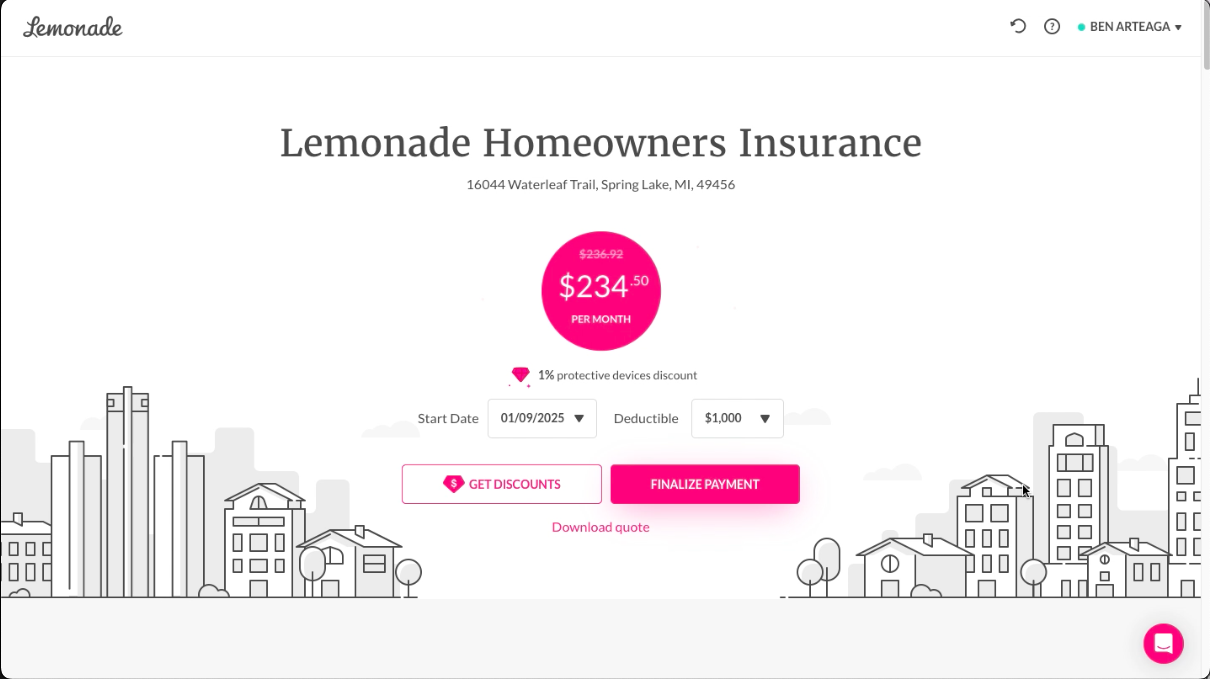 Lemonade
BEN ARTEAGA
Lemonade Homeowners Insurance
16044 Waterleaf Trail, Spring Lake, MI, 49456
$236.92
$234.50
PER MONTH
1% protective devices discount
Start Date 01/09/2025 Deductible $1,000
$ GET DISCOUNTS FINALIZE PAYMENT
Download quote